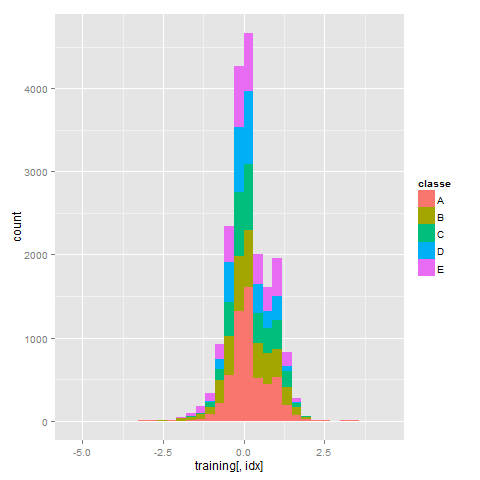 4000
3000
2000
1000
0
count
-5.0
-2.5
0.0
2.5
training[, idx]
classe
A
B
C
D
E